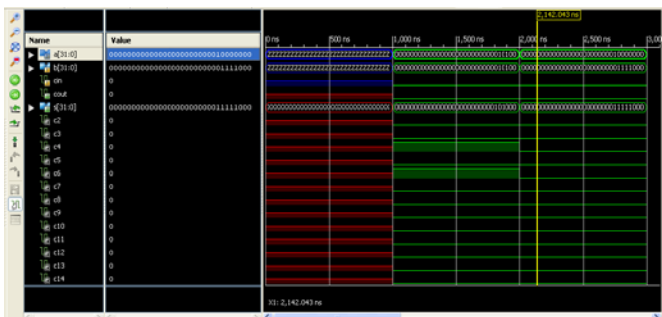 2,142.043 ns
Name
Value
0 ns
500 ns
1,000 ns
1,500 ns
2,000 ns
2,500 ns
3,00
a[31:0]
00000000000000000000000010000000
b[31:0]
00000000000000000000000001111000
cin
0
cout
0
s[31:0]
00000000000000000000000011111000
c2
0
c3
0
c4
0
c5
0
c6
0
c7
0
c8
0
c9
0
c10
0
c11
0
c12
0
c13
0
c14
0
X1: 2,142.043 ns